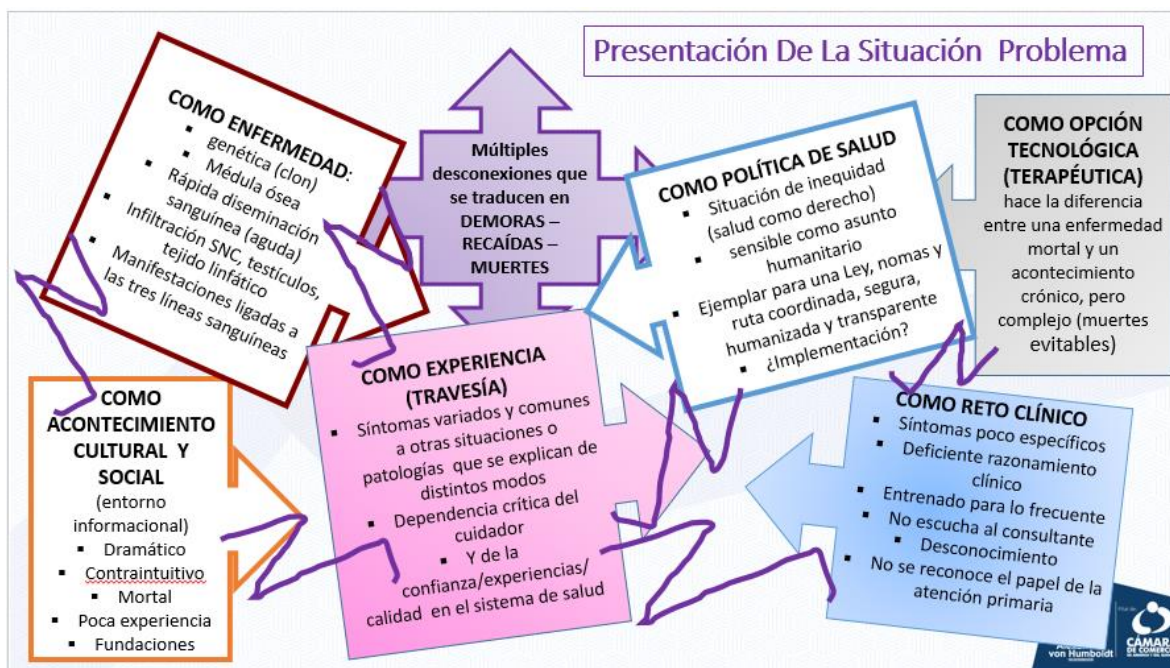 Presentación De La Situación Problema
COMO ENFERMEDAD:
▪ genética (clon)
▪ Médula ósea
▪ Rápida diseminación
sanguínea (aguda)
▪ Infiltración SNC, testículos,
tejido linfático
▪ Manifestaciones ligadas a
las tres líneas sanguíneas
Múltiples
desconexiones que
se traducen en
DEMORAS –
RECAÍDAS –
MUERTES
COMO POLÍTICA DE SALUD
▪ Situación de inequidad
(salud como derecho)
▪ sensible como asunto
humanitario
▪ Ejemplar para una Ley, nomas y
ruta coordinada, segura,
humanizada y transparente
▪ ¿Implementación?
COMO OPCIÓN
TECNOLÓGICA
(TERAPÉUTICA)
hace la diferencia
entre una enfermedad
mortal y un
acontecimiento
crónico, pero
complejo (muertes
evitables)
COMO
ACONTECIMIENTO
CULTURAL Y
SOCIAL
(entorno
informacional)
▪ Dramático
▪ Contraintuitivo
▪ Mortal
▪ Poca experiencia
▪ Fundaciones
COMO EXPERIENCIA
(TRAVESÍA)
▪ Síntomas variados y comunes
a otras situaciones o
patologías que se explican de
distintos modos
▪ Dependencia crítica del
cuidador
▪ Y de la
confianza/experiencias/
calidad en el sistema de salud
COMO RETO CLÍNICO
▪ Síntomas poco específicos
▪ Deficiente razonamiento
clínico
▪ Entrenado para lo frecuente
▪ No escucha al consultante
▪ Desconocimiento
▪ No se reconoce el papel de la
atención primaria
von Humboldt
CÁMAR
DE COMERC